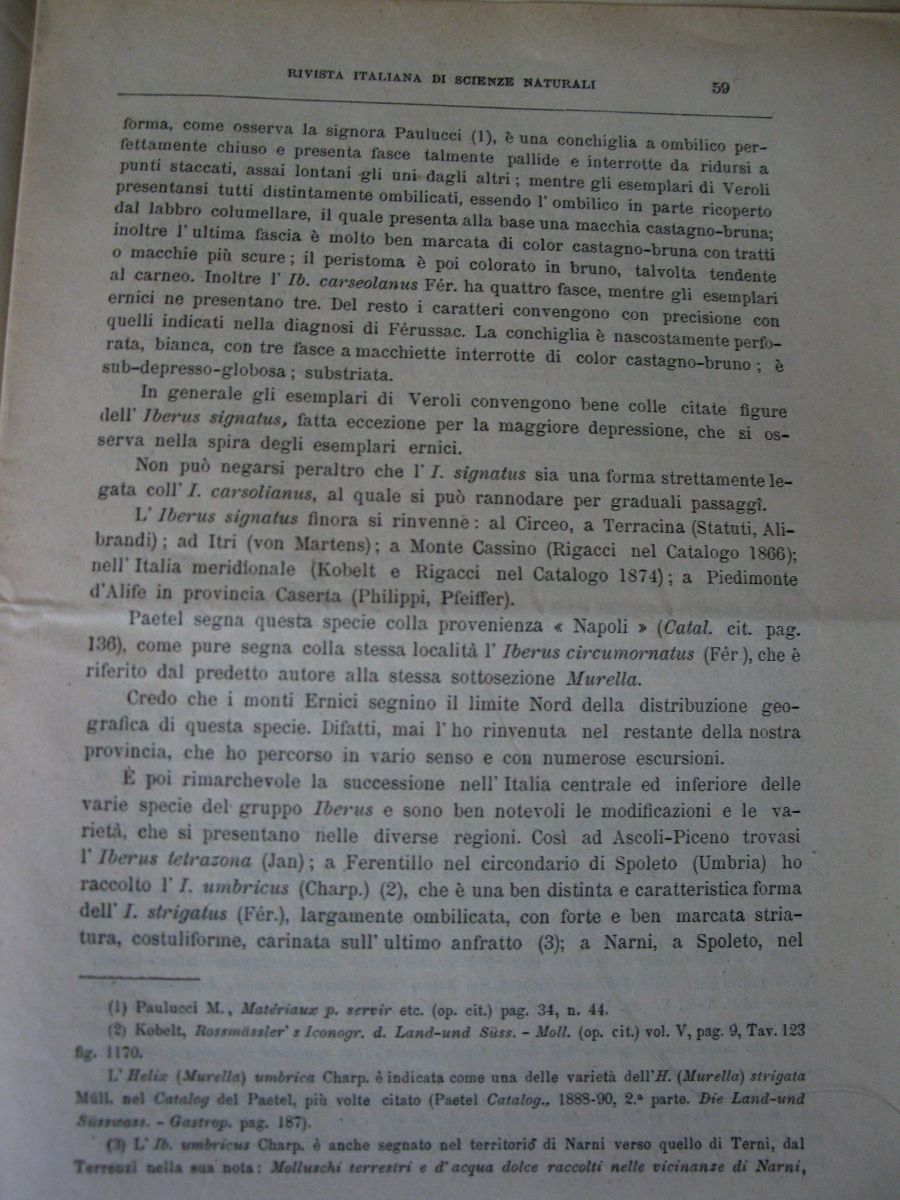 RIVISTA ITALIANA DI SCIENZE NATURALI 59
forma, come osserva la signora Paulucci (1), è una conchiglia a ombilico per-
fettamente chiuso e presenta fasce talmente pallide e interrotte da ridursi a
punti staccati, assai lontani gli uni dagli altri; mentre gli esemplari di Veroli
presentansi tutti distintamente ombilicati, essendo l'ombilico in parte ricoperto
dal labbro columellare, il quale presenta alla base una macchia castagno-bruna;
inoltre l'ultima fascia è molto ben marcata di color castagno-bruna con tratti
o macchie più scure; il peristoma è poi colorato in bruno, talvolta tendente
al carneo. Inoltre l'Ib. carseolanus Fér. ha quattro fasce, mentre gli esemplari
ernici ne presentano tre. Del resto i caratteri convengono con precisione con
quelli indicati nella diagnosi di Férussac. La conchiglia è nascostamente perfo-
rata, bianca, con tre fasce a macchiette interrotte di color castagno-bruno; è
sub-depresso-globosa; substriata.
In generale gli esemplari di Veroli convengono bene colle citate figure
dell'Iberus signatus, fatta eccezione per la maggiore depressione, che si os-
serva nella spira degli esemplari ernici.
Non può negarsi peraltro che l'I. signatus sia una forma strettamente le-
gata coll'I. carsolianus, al quale si può rannodare per graduali passaggî.
L'Iberus signatus finora si rinvenne: al Circeo, a Terracina (Statuti, Ali-
brandi); ad Itri (von Martens); a Monte Cassino (Rigacci nel Catalogo 1866);
nell'Italia meridionale (Kobelt e Rigacci nel Catalogo 1874); a Piedimonte
d'Alife in provincia Caserta (Philippi, Pfeiffer).
Paetel segna questa specie colla provenienza « Napoli » (Catal. cit. pag.
136), come pure segna colla stessa località l'Iberus circumornatus (Fér.), che è
riferito dal predetto autore alla stessa sottosezione Murella.
Credo che i monti Ernici segnino il limite Nord della distribuzione geo-
grafica di questa specie. Difatti, mai l'ho rinvenuta nel restante della nostra
provincia, che ho percorso in vario senso e con numerose escursioni.
È poi rimarchevole la successione nell'Italia centrale ed inferiore delle
varie specie del gruppo Iberus e sono ben notevoli le modificazioni e le va-
rietà, che si presentano nelle diverse regioni. Così ad Ascoli-Piceno trovasi
l'Iberus tetrazona (Jan); a Ferentillo nel circondario di Spoleto (Umbria) ho
raccolto l'I. umbricus (Charp.) (2), che è una ben distinta e caratteristica forma
dell'I. strigatus (Fér.), largamente ombilicata, con forte e ben marcata stria-
tura, costuliforme, carinata sull'ultimo anfratto (3); a Narni, a Spoleto, nel
(1) Paulucci M., Matériaux p. servir etc. (op. cit.) pag. 34, n. 44.
(2) Kobelt, Rossmässler's Iconogr. d. Land-und Süss. - Moll. (op. cit.) vol. V, pag. 9, Tav. 123
fig. 1170.
L'Helix (Murella) umbrica Charp. è indicata come una delle varietà dell'H. (Murella) strigata
Müll. nel Catalog del Paetel, più volte citato (Paetel Catalog., 1888-90, 2.ª parte. Die Land-und
Süsswass. - Gastrop. pag. 187).
(3) L'Ib. umbricus Charp. è anche segnato nel territorio di Narni verso quello di Terni, dal
Terrenzi nella sua nota: Molluschi terrestri e d'acqua dolce raccolti nelle vicinanze di Narni,